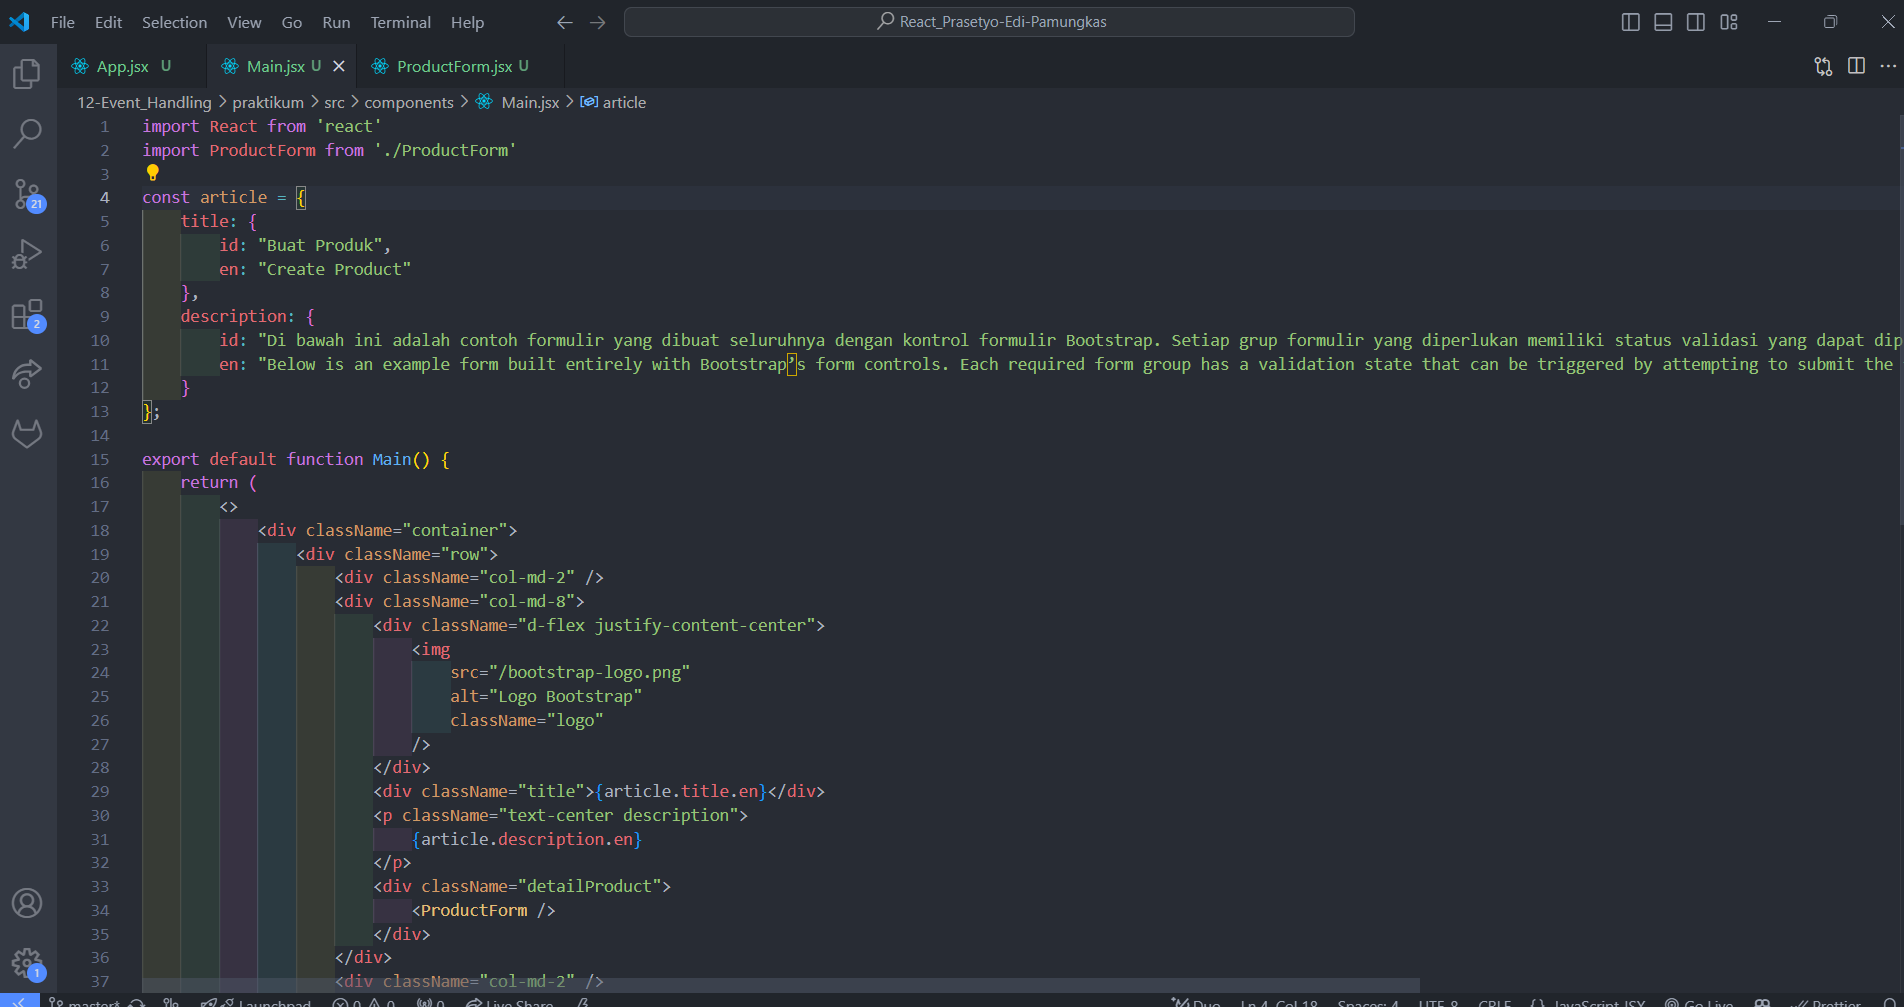 File Edit Selection View Go Run Terminal Help
React_Prasetyo-Edi-Pamungkas
App.jsx U
Main.jsx U
ProductForm.jsx U
12-Event_Handling > praktikum > src > components > Main.jsx > article
1 import React from 'react'
2 import ProductForm from './ProductForm'
3
4 const article = {
5 title: {
6 id: "Buat Produk",
7 en: "Create Product"
8 },
9 description: {
10 id: "Di bawah ini adalah contoh formulir yang dibuat seluruhnya dengan kontrol formulir Bootstrap. Setiap grup formulir yang diperlukan memiliki status validasi yang dapat dip
11 en: "Below is an example form built entirely with Bootstrap’s form controls. Each required form group has a validation state that can be triggered by attempting to submit the
12 }
13 };
14
15 export default function Main() {
16 return (
17 <>
18 <div className="container">
19 <div className="row">
20 <div className="col-md-2" />
21 <div className="col-md-8">
22 <div className="d-flex justify-content-center">
23 <img
24 src="/bootstrap-logo.png"
25 alt="Logo Bootstrap"
26 className="logo"
27 />
28 </div>
29 <div className="title">{article.title.en}</div>
30 <p className="text-center description">
31 {article.description.en}
32 </p>
33 <div className="detailProduct">
34 <ProductForm />
35 </div>
36 </div>
37 <div className="col-md-2" />
21
2
1
master* Launchpad 0 0 0 Live Share
Duo Ln 4, Col 18 Spaces: 4 UTF-8 CRLF {} JavaScript JSX Go Live Prettier